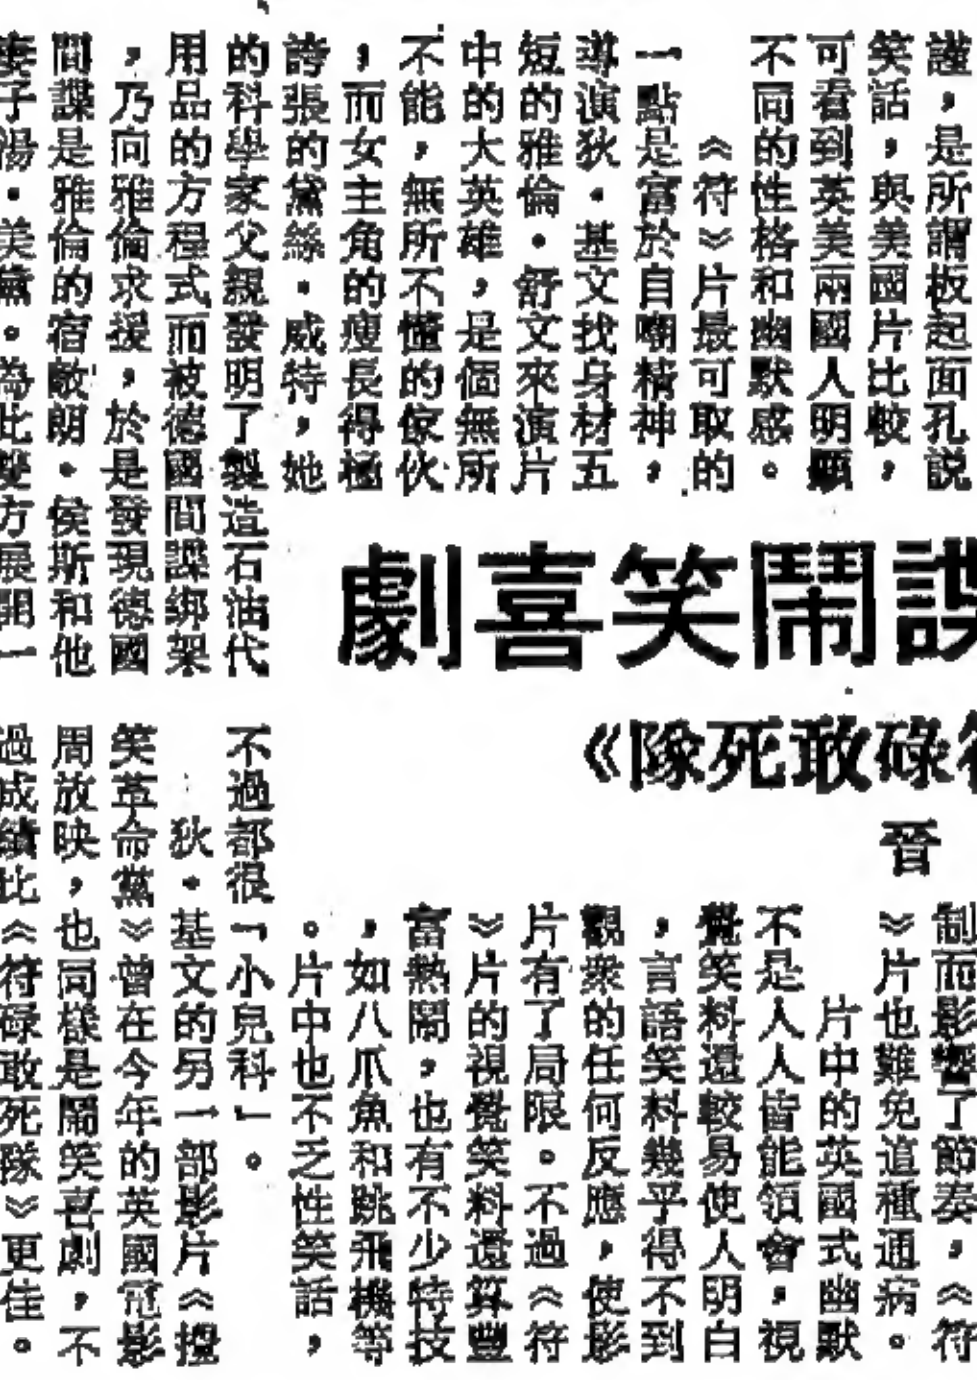 謹，是所謂板起面孔説
笑話，與美國片比較，
可看到英美兩國人明顯
不同的性格和幽默感。
《符》片最可取的
一點是富於自嘲精神，
導演狄・基文找身材五
短的雅倫・舒文來演片
中的大英雄，是個無所
不能，無所不懂的傢伙
，而女主角的瘦長得極
誇張的黛絲・威特，她
的科學家父親發明了製造石油代
用品的方程式而被德國間諜綁架
，乃向雅倫求援，於是發現德國
間諜是雅倫的宿敵朗・侯斯和他
妻子湯・美黛。為此雙方展開一
諜鬧笑喜劇
符碌敢死隊》
晉
制而影響了節奏，《符
》片也難免這種通病。
片中的英國式幽默
不是人人皆能領會，視
覺笑料還較易使人明白
，言語笑料幾乎得不到
觀衆的任何反應，使影
片有了局限。不過《符
》片的視覺笑料還算豐
富熱鬧，也有不少特技
，如八爪魚和跳飛機等
。片中也不乏性笑話，
不過都很「小兒科」。
狄・基文的另一部影片《攪
笑革命黨》曾在今年的英國電影
周放映，也同樣是鬧笑喜劇，不
過成績比《符碌敢死隊》更佳。